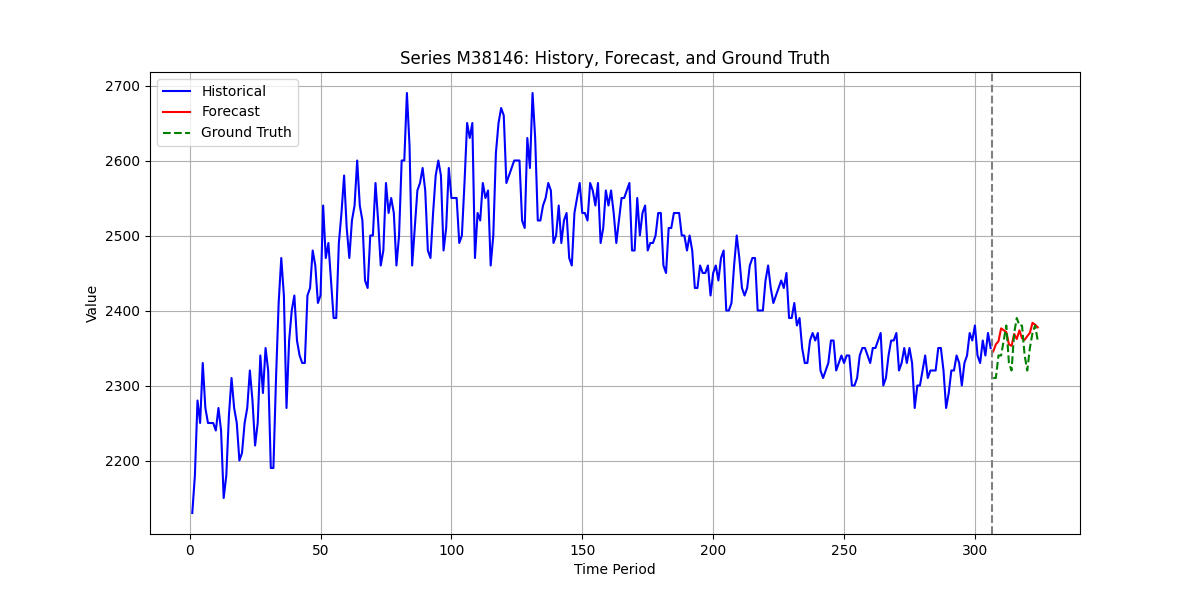 Series M38146: History, Forecast, and Ground Truth
Historical
Forecast
Ground Truth
2700
2600
2500
2400
2300
2200
Value
0
50
100
150
200
250
300
Time Period